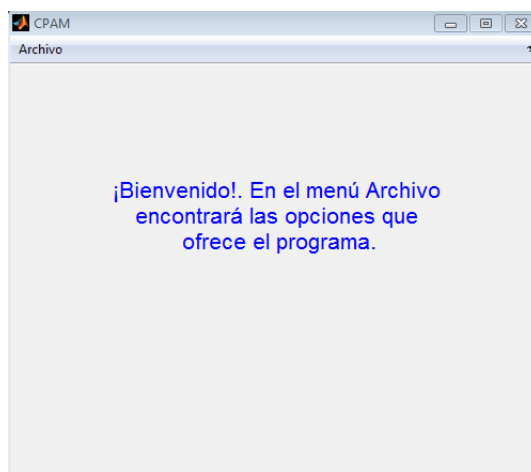 CPAM
Archivo
¡Bienvenido!. En el menú Archivo
encontrará las opciones que
ofrece el programa.